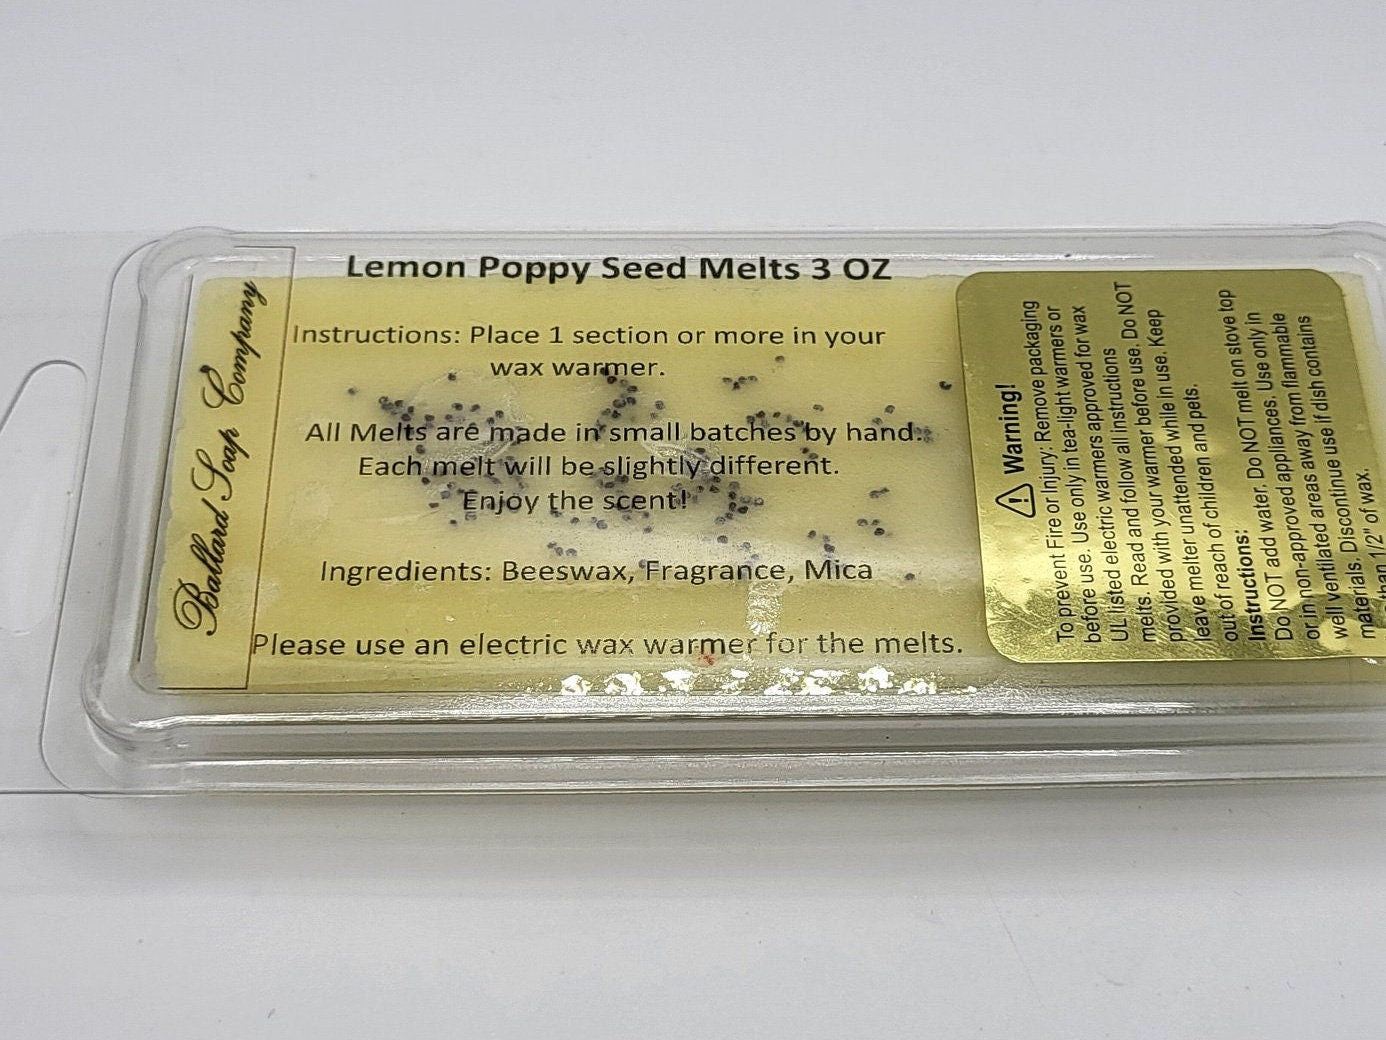 Ballard Soap Company
Lemon Poppy Seed Melts 3 OZ
Instructions: Place 1 section or more in your
wax warmer.
All Melts are made in small batches by hand.
Each melt will be slightly different.
Enjoy the scent!
Ingredients: Beeswax, Fragrance, Mica
Please use an electric wax warmer for the melts.
⚠ Warning!
To prevent Fire or Injury: Remove packaging
before use. Use only in tea-light warmers or
UL listed electric warmers approved for wax
melts. Read and follow all instructions
provided with your warmer before use. Do NOT
leave melter unattended while in use. Keep
out of reach of children and pets.
Instructions:
Do NOT add water. Do NOT melt on stove top
or in non-approved appliances. Use only in
well ventilated areas away from flammable
materials. Discontinue use if dish contains
than 1/2" of wax.